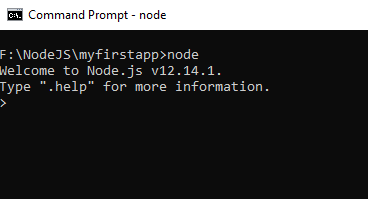 Command Prompt - node
F:\NodeJS\myfirstapp>node
Welcome to Node.js v12.14.1.
Type ".help" for more information.
>